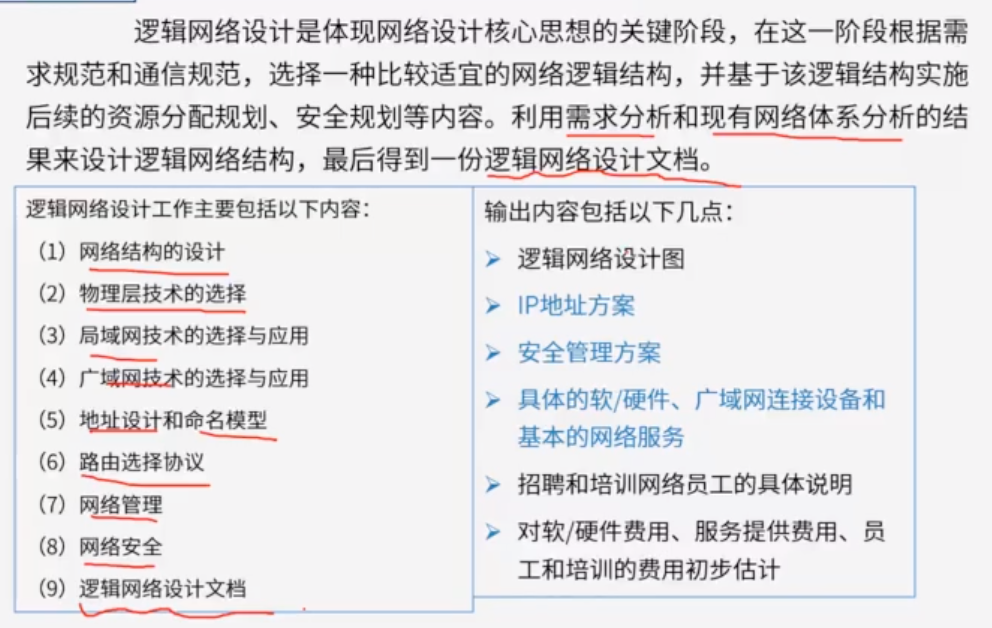 逻辑网络设计是体现网络设计核心思想的关键阶段，在这一阶段根据需
求规范和通信规范，选择一种比较适宜的网络逻辑结构，并基于该逻辑结构实施
后续的资源分配规划、安全规划等内容。利用需求分析和现有网络体系分析的结
果来设计逻辑网络结构，最后得到一份逻辑网络设计文档。
逻辑网络设计工作主要包括以下内容：
（1）网络结构的设计
（2）物理层技术的选择
（3）局域网技术的选择与应用
（4）广域网技术的选择与应用
（5）地址设计和命名模型
（6）路由选择协议
（7）网络管理
（8）网络安全
（9）逻辑网络设计文档
输出内容包括以下几点：
➢ 逻辑网络设计图
➢ IP地址方案
➢ 安全管理方案
➢ 具体的软/硬件、广域网连接设备和
基本的网络服务
➢ 招聘和培训网络员工的具体说明
➢ 对软/硬件费用、服务提供费用、员
工和培训的费用初步估计